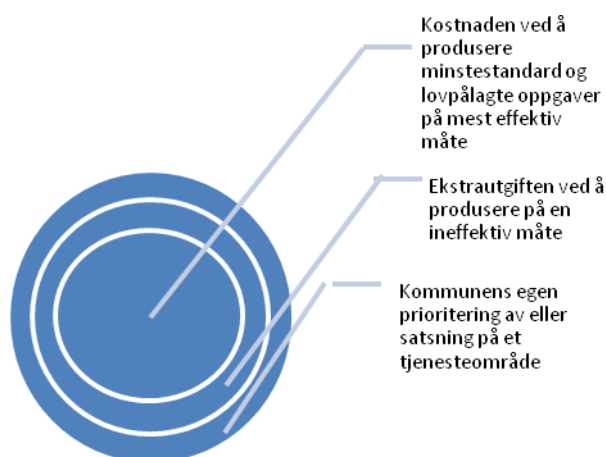 Kostnaden ved å
produsere
minstestandard og
lovpålagte oppgaver
på mest effektiv
måte
Ekstrautgiften ved å
produsere på en
ineffektiv måte
Kommunens egen
prioritering av eller
satsning på et
tjenesteområde